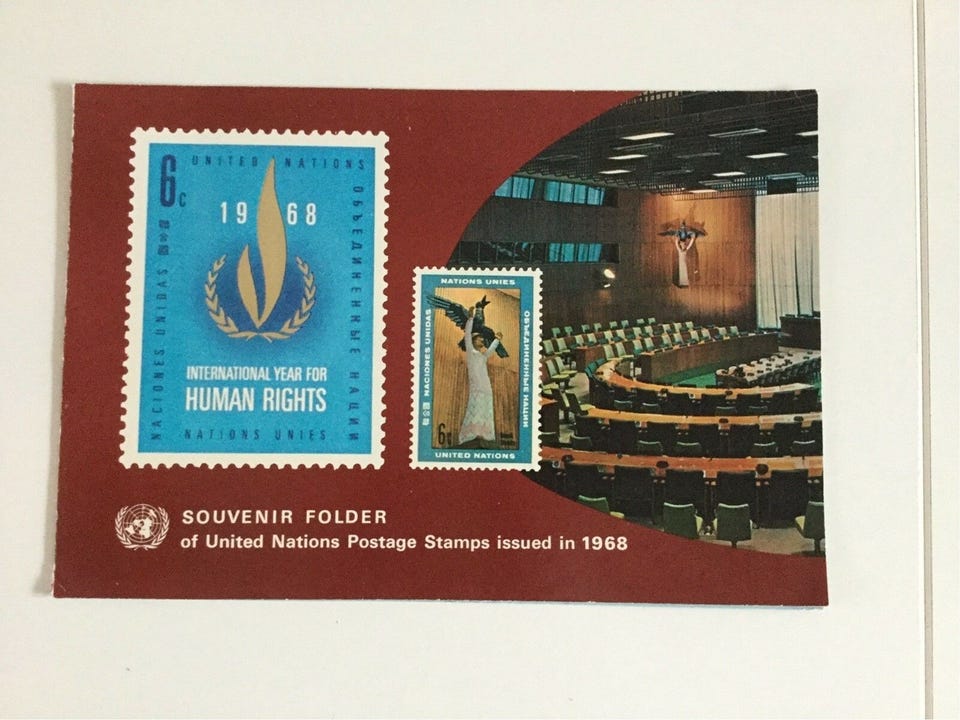 6c
UNITED NATIONS
1968
ОБЪЕДИНЕННЫЕ НАЦИИ
NACIONES UNIDAS
INTERNATIONAL YEAR FOR
HUMAN RIGHTS
NATIONS UNIES
NATIONS UNIES
NACIONES UNIDAS
ОБЪЕДИНЕННЫЕ НАЦИИ
6c
UNITED NATIONS
SOUVENIR FOLDER
of United Nations Postage Stamps issued in 1968